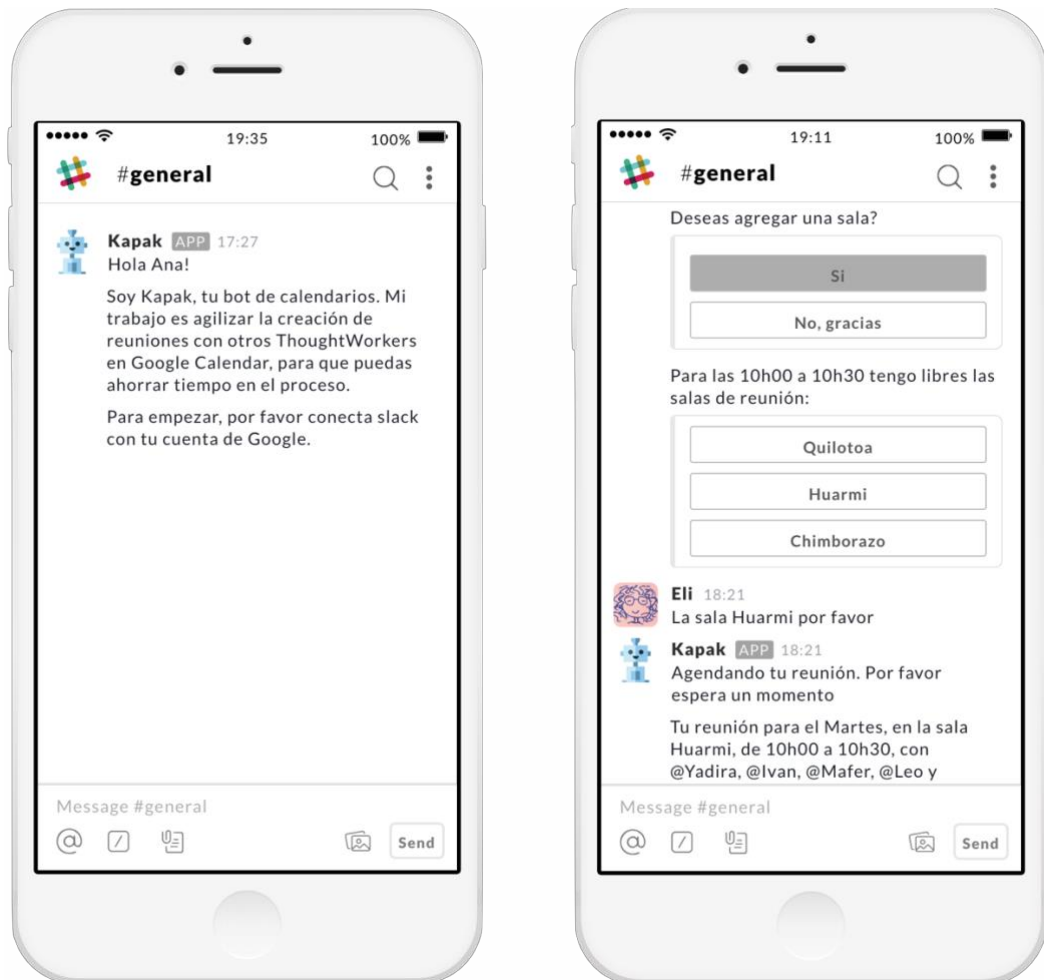 19:35
100%
#general
Kapak APP 17:27
Hola Ana!
Soy Kapak, tu bot de calendarios. Mi
trabajo es agilizar la creación de
reuniones con otros ThoughtWorkers
en Google Calendar, para que puedas
ahorrar tiempo en el proceso.
Para empezar, por favor conecta slack
con tu cuenta de Google.
Message #general
@
Send
19:11
100%
#general
Deseas agregar una sala?
Si
No, gracias
Para las 10h00 a 10h30 tengo libres las
salas de reunión:
Quilotoa
Huarmi
Chimborazo
Eli 18:21
La sala Huarmi por favor
Kapak APP 18:21
Agendando tu reunión. Por favor
espera un momento
Tu reunión para el Martes, en la sala
Huarmi, de 10h00 a 10h30, con
@Yadira, @Ivan, @Mafer, @Leo y
Message #general
@
Send